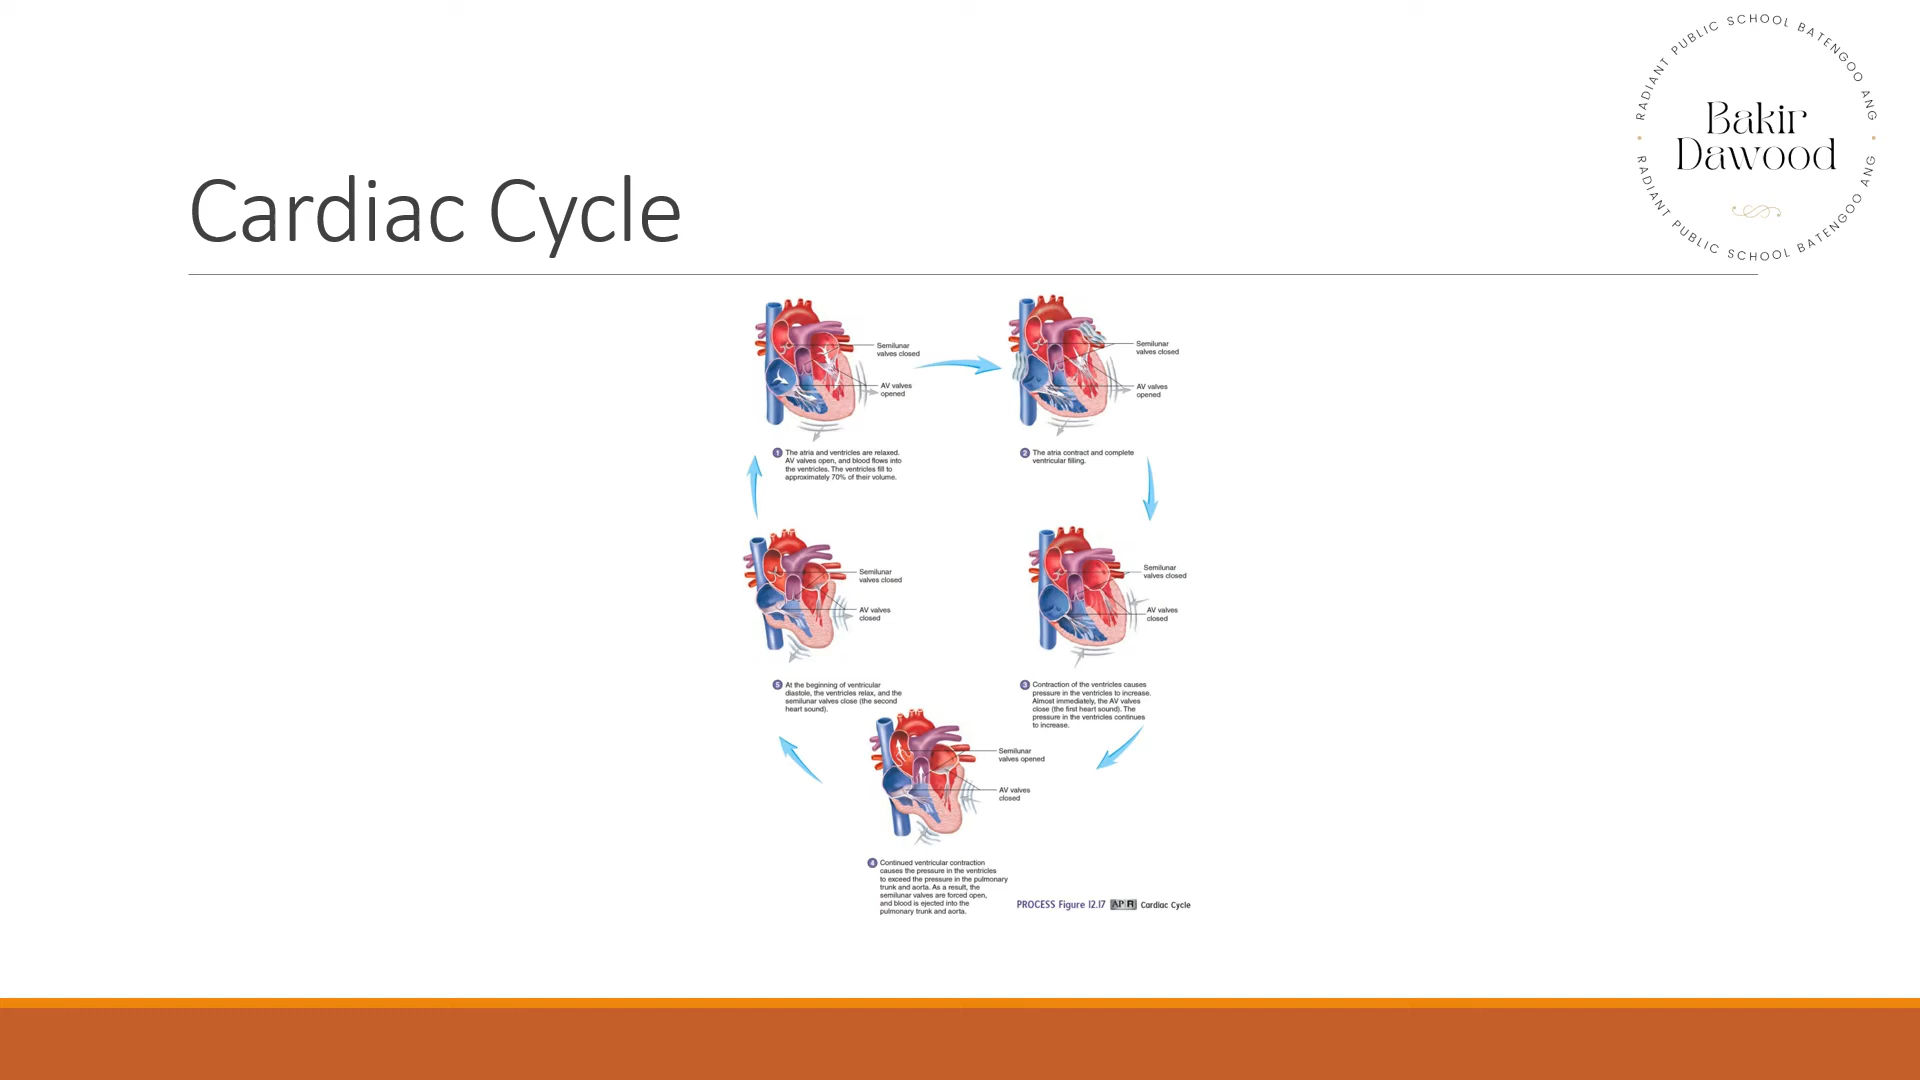 RADIANT PUBLIC SCHOOL BATENGOO ANG
Bakir
Dawood
RADIANT PUBLIC SCHOOL BATENGOO ANG
Cardiac Cycle
Semilunar
valves closed
AV valves
opened
1 The atria and ventricles are relaxed.
AV valves open, and blood flows into
the ventricles. The ventricles fill to
approximately 70% of their volume.
Semilunar
valves closed
AV valves
opened
2 The atria contract and complete
ventricular filling.
Semilunar
valves closed
AV valves
closed
3 Contraction of the ventricles causes
pressure in the ventricles to increase.
Almost immediately, the AV valves
close (the first heart sound). The
pressure in the ventricles continues
to increase.
Semilunar
valves opened
AV valves
closed
4 Continued ventricular contraction
causes the pressure in the ventricles
to exceed the pressure in the pulmonary
trunk and aorta. As a result, the
semilunar valves are forced open,
and blood is ejected into the
pulmonary trunk and aorta.
Semilunar
valves closed
AV valves
closed
5 At the beginning of ventricular
diastole, the ventricles relax, and the
semilunar valves close (the second
heart sound).
PROCESS Figure 12.17 AP R Cardiac Cycle